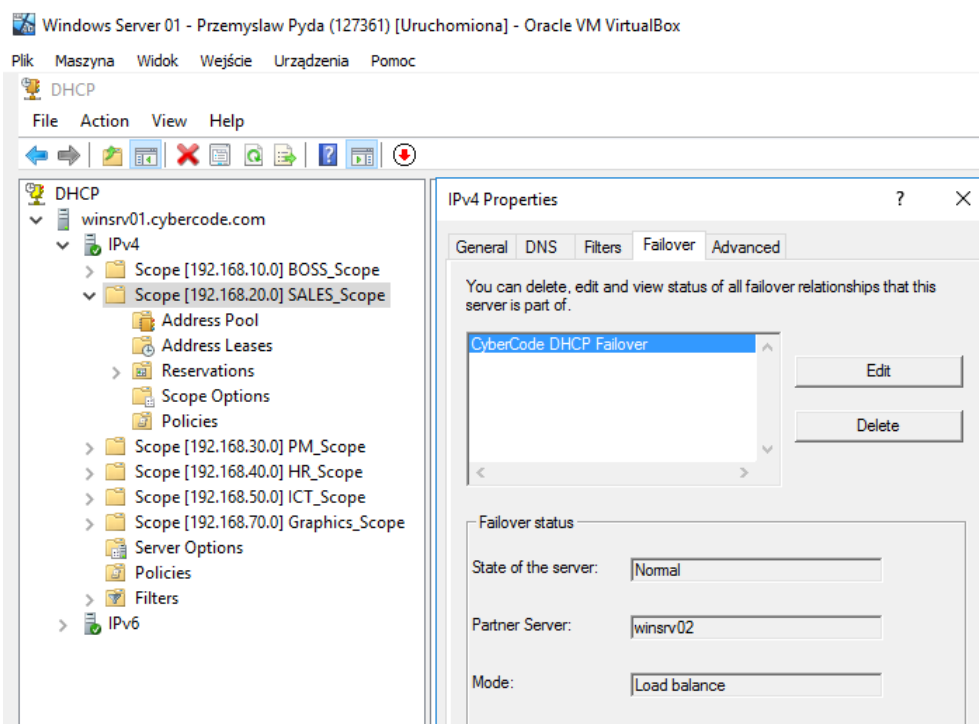 Windows Server 01 - Przemyslaw Pyda (127361) [Uruchomiona] - Oracle VM VirtualBox
Plik Maszyna Widok Wejście Urządzenia Pomoc
DHCP
File Action View Help
DHCP
winsrv01.cybercode.com
IPv4
Scope [192.168.10.0] BOSS_Scope
Scope [192.168.20.0] SALES_Scope
Address Pool
Address Leases
Reservations
Scope Options
Policies
Scope [192.168.30.0] PM_Scope
Scope [192.168.40.0] HR_Scope
Scope [192.168.50.0] ICT_Scope
Scope [192.168.70.0] Graphics_Scope
Server Options
Policies
Filters
IPv6
IPv4 Properties
General DNS Filters Failover Advanced
You can delete, edit and view status of all failover relationships that this
server is part of.
CyberCode DHCP Failover
Edit
Delete
Failover status
State of the server: Normal
Partner Server: winsrv02
Mode: Load balance